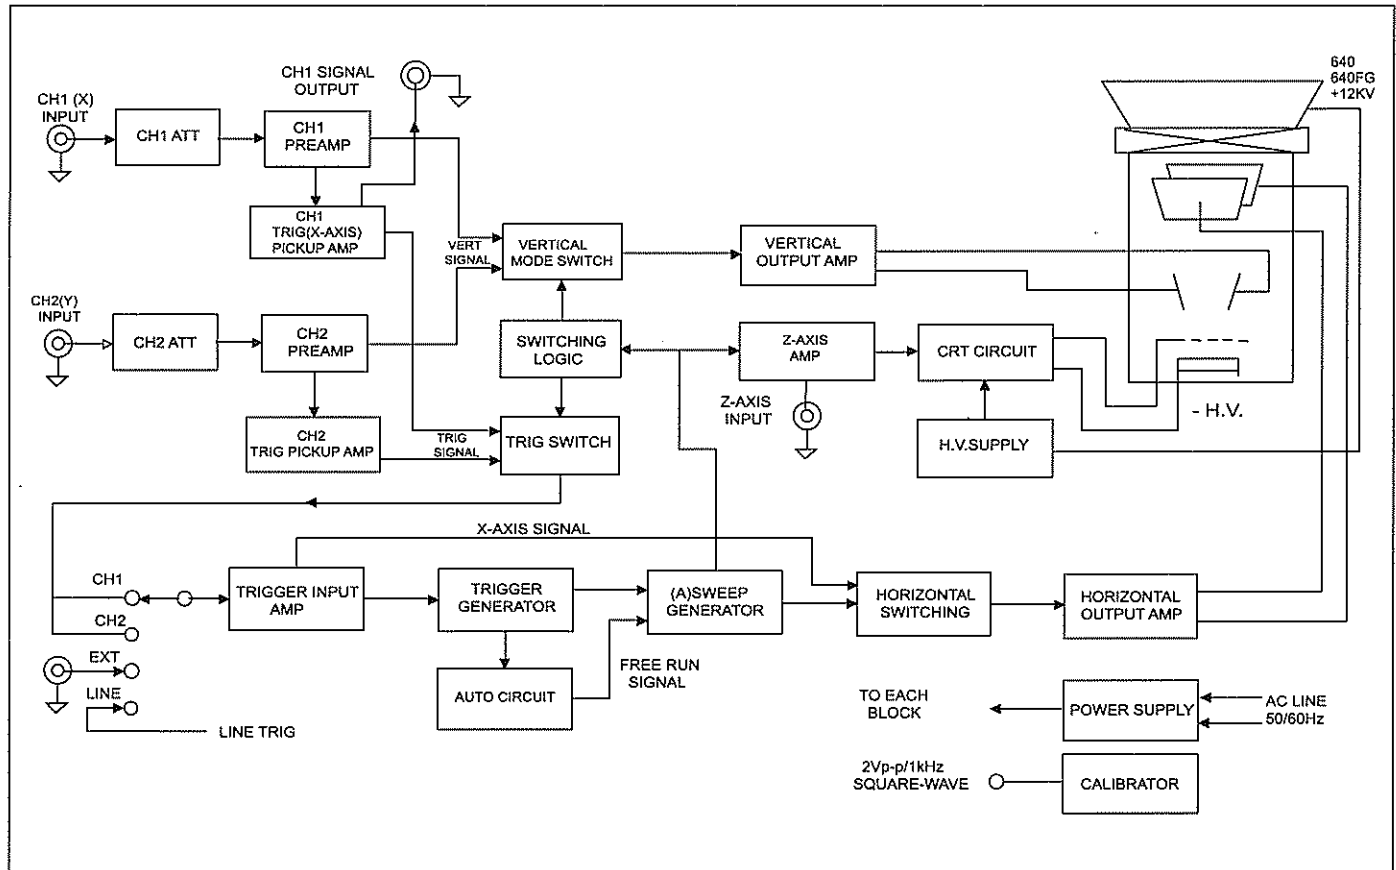 CH1 SIGNAL
OUTPUT
640
640FG
+12KV
CH1 (X)
INPUT
CH1 ATT
CH1
PREAMP
CH1
TRIG(X-AXIS)
PICKUP AMP
VERT
SIGNAL
VERTICAL
MODE SWITCH
VERTICAL
OUTPUT AMP
CH2(Y)
INPUT
CH2 ATT
CH2
PREAMP
SWITCHING
LOGIC
Z-AXIS
AMP
CRT CIRCUIT
Z-AXIS
INPUT
- H.V.
CH2
TRIG PICKUP AMP
TRIG
SIGNAL
TRIG SWITCH
H.V.SUPPLY
X-AXIS SIGNAL
CH1
CH2
EXT
LINE
LINE TRIG
TRIGGER INPUT
AMP
TRIGGER
GENERATOR
(A)SWEEP
GENERATOR
HORIZONTAL
SWITCHING
HORIZONTAL
OUTPUT AMP
AUTO CIRCUIT
FREE RUN
SIGNAL
TO EACH
BLOCK
POWER SUPPLY
AC LINE
50/60Hz
2Vp-p/1kHz
SQUARE-WAVE
CALIBRATOR